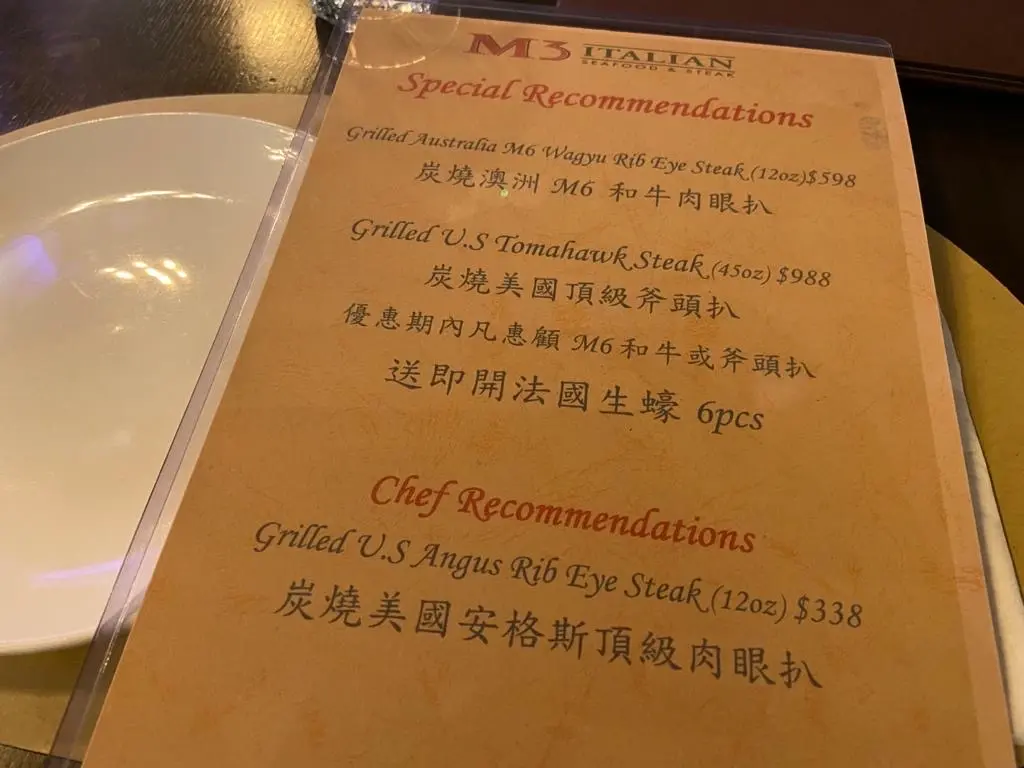 M3 ITALIAN
SEAFOOD & STEAK
Special Recommendations
Grilled Australia M6 Wagyu Rib Eye Steak (12oz)$598
炭燒澳洲 M6 和牛肉眼扒
Grilled U.S Tomahawk Steak (45oz) $988
炭燒美國頂級斧頭扒
優惠期內凡惠顧 M6 和牛或斧頭扒
送即開法國生蠔 6pcs
Chef Recommendations
Grilled U.S Angus Rib Eye Steak (12oz) $338
炭燒美國安格斯頂級肉眼扒